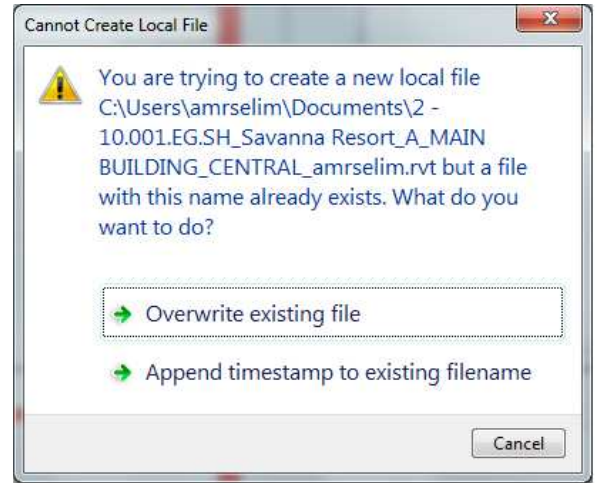 Cannot Create Local File
You are trying to create a new local file
C:\Users\amrselim\Documents\2 -
10.001.EG.SH_Savanna Resort_A_MAIN
BUILDING_CENTRAL_amrselim.rvt but a file
with this name already exists. What do you
want to do?
Overwrite existing file
Append timestamp to existing filename
Cancel